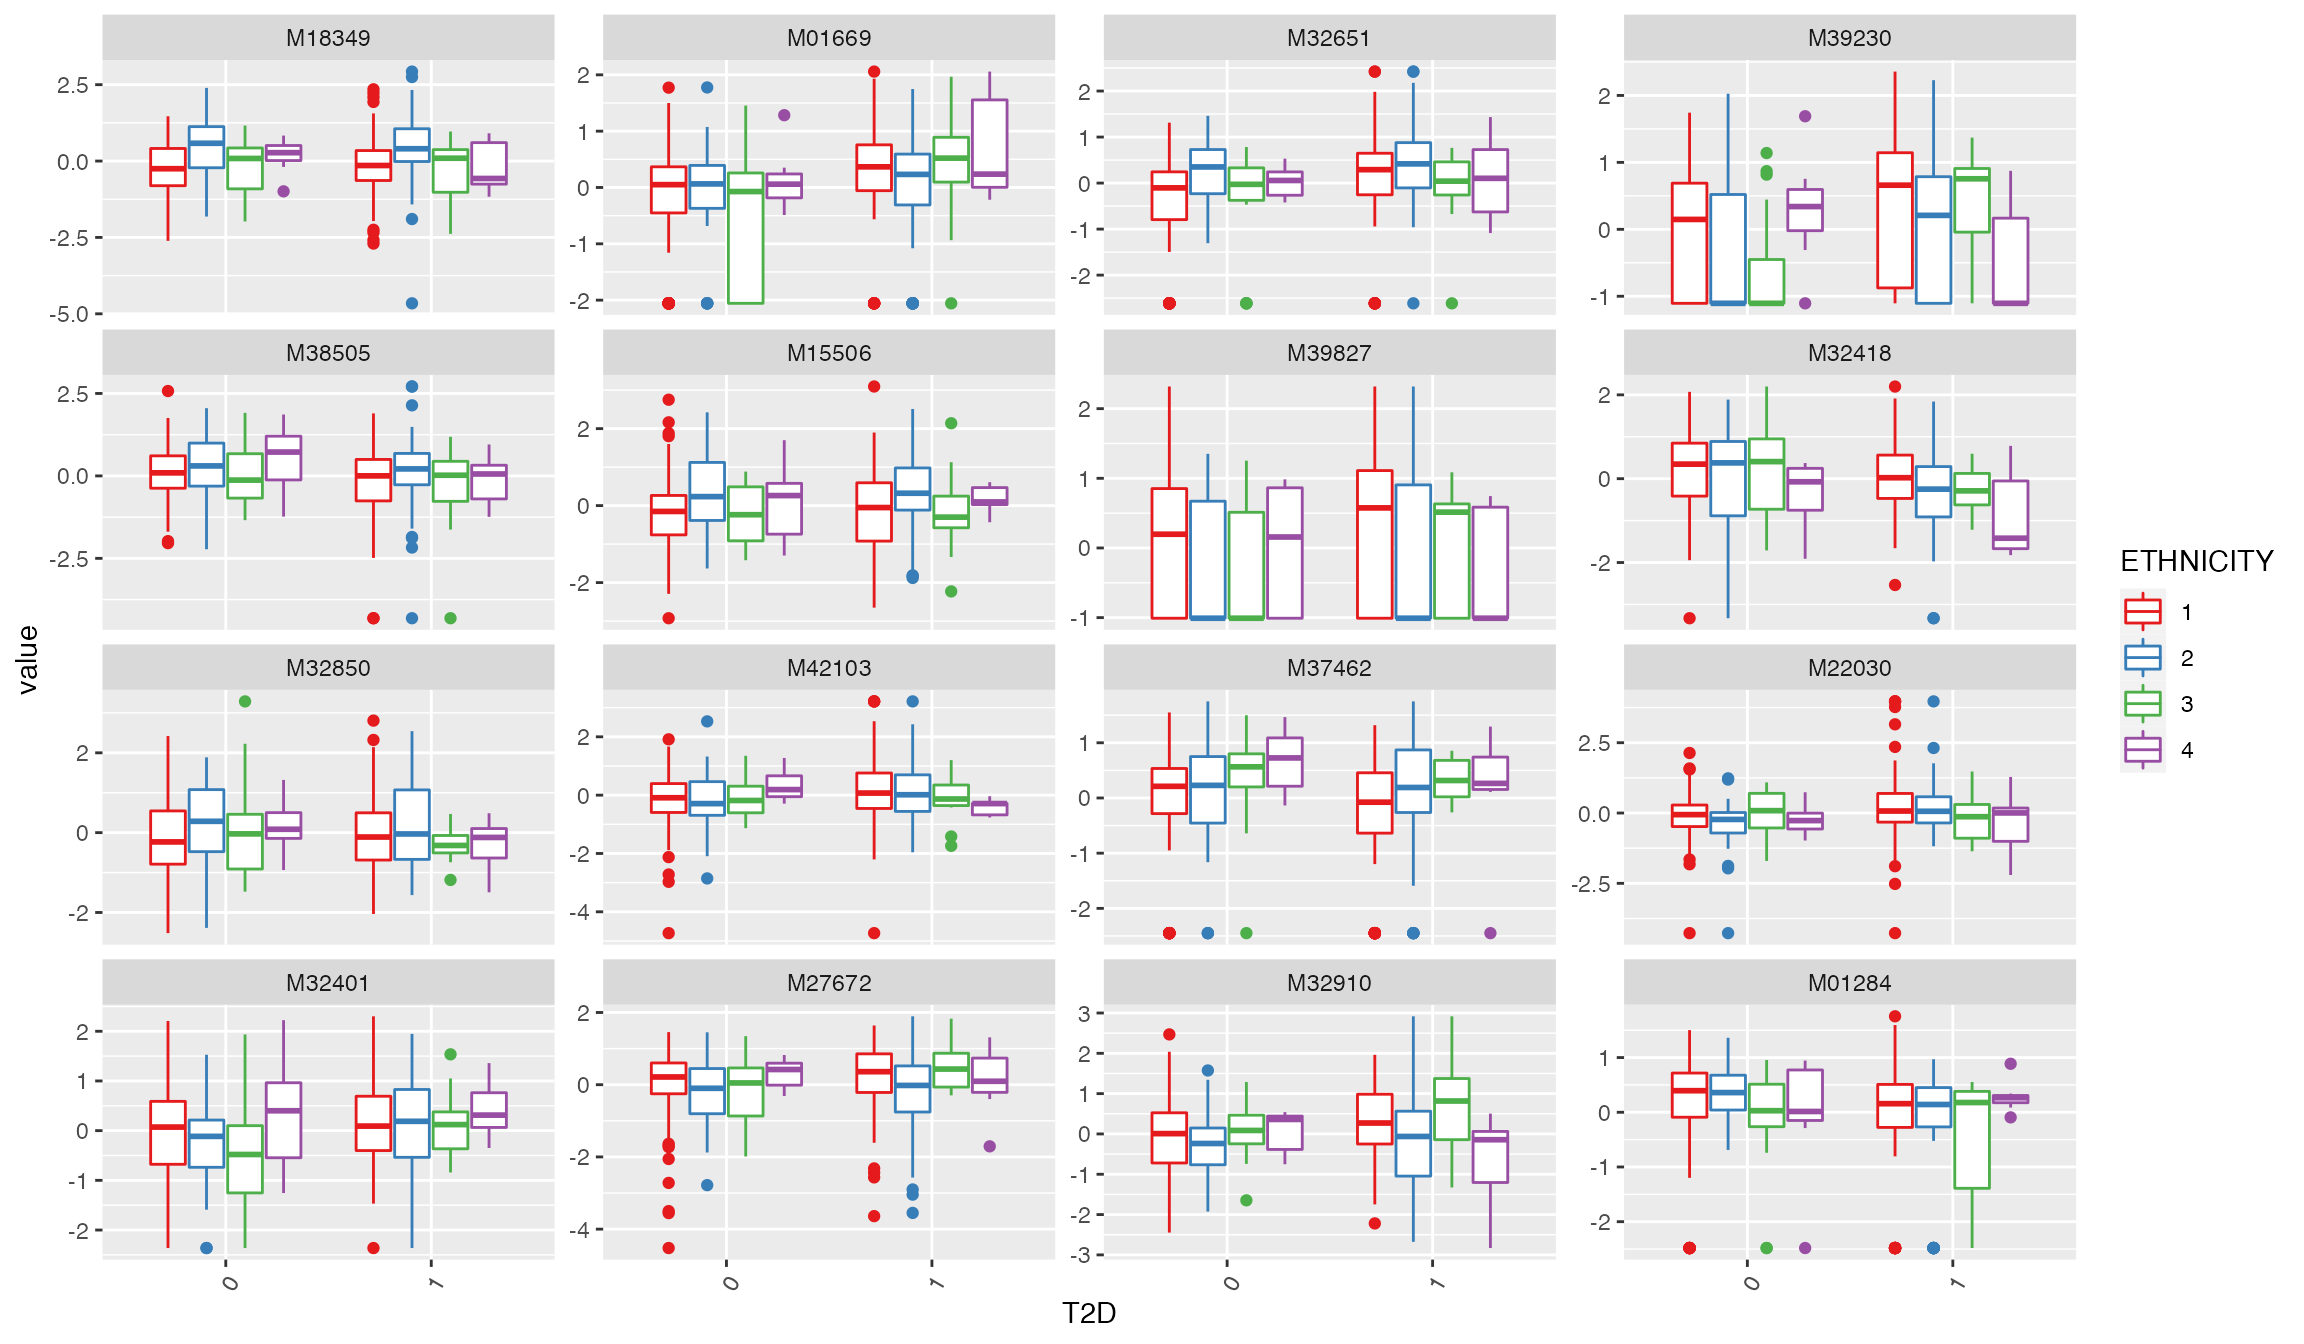 M18349 M01669 M32651 M39230
2.5 2 2 2
0.0 1 1 1
-2.5 0 0 0
-5.0 -1 -1 -1
-2 -2
M38505 M15506 M39827 M32418
2.5 2 2 2
0.0 0 1 0
-2.5 -2 0 -2
-1
M32850 M42103 M37462 M22030
2 2 1 2.5
0 0 0 0.0
-2 -2 -1 -2.5
-4 -2
M32401 M27672 M32910 M01284
2 2 3 1
1 0 2 0
0 -2 1 -1
-1 -4 0 -2
-2 -1
-2
-3
0 1 0 1 0 1 0 1
T2D
value
ETHNICITY
1
2
3
4